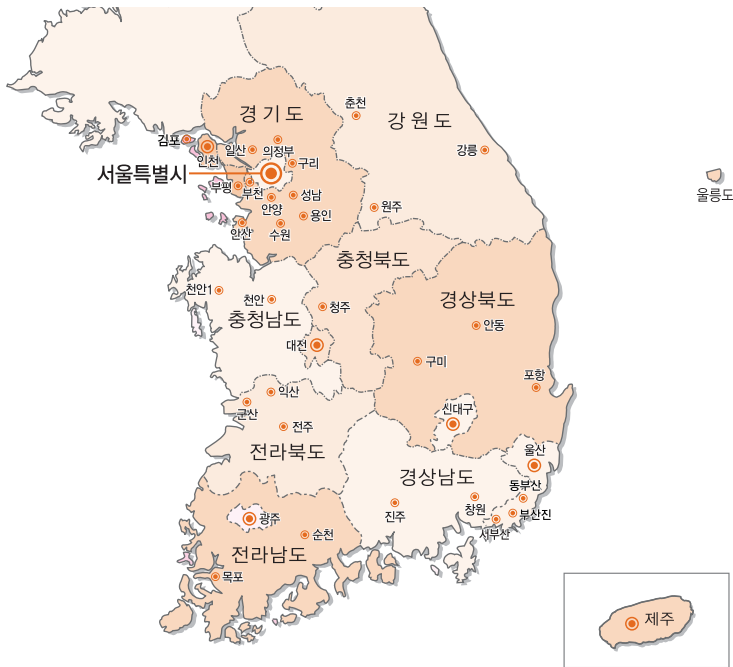 춘천
경기도
강원도
김포
인천
일산
의정부
강릉
구리
서울특별시
부평
부천
성남
울릉도
안양
용인
원주
안산
수원
충청북도
천안1
천안
청주
경상북도
충청남도
안동
대전
구미
포항
익산
군산
신대구
전주
전라북도
울산
경상남도
동부산
창원
진주
부산진
서부산
광주
순천
전라남도
목포
제주